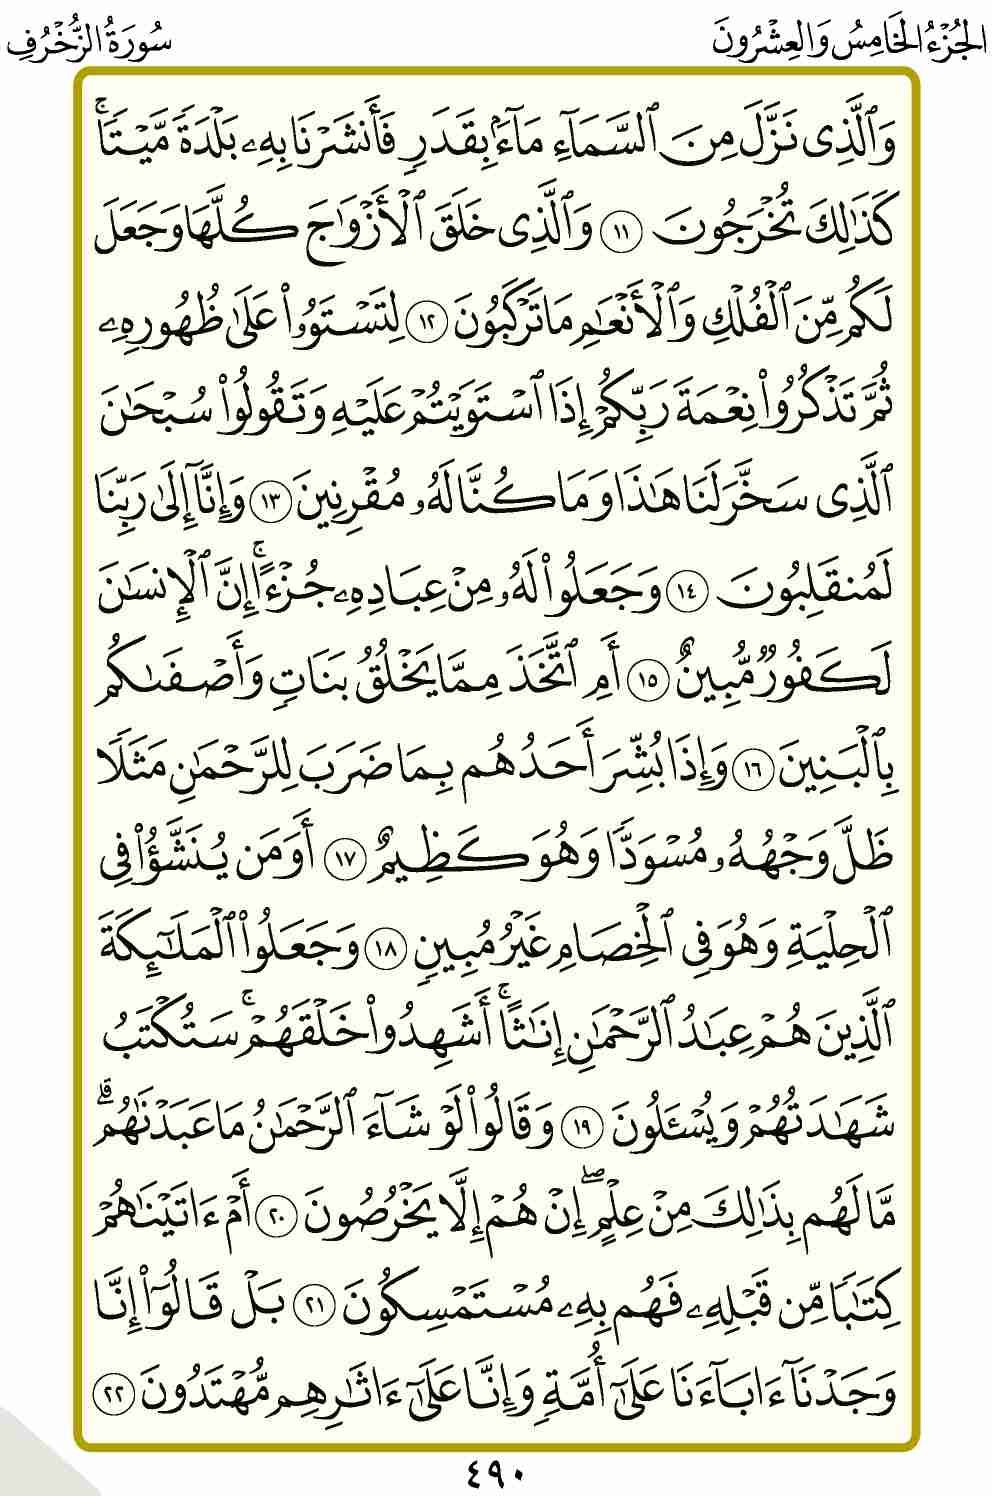 الجُزْءُ الخَامِسُ وَالعِشْرُونَ
سُورَةُ الزُّخْرُفِ
وَٱلَّذِى نَزَّلَ مِنَ ٱلسَّمَآءِ مَآءًۢ بِقَدَرٍ فَأَنشَرْنَا بِهِۦ بَلْدَةً مَّيْتًا ۚ
كَذَٰلِكَ تُخْرَجُونَ ١١ وَٱلَّذِى خَلَقَ ٱلْأَزْوَٰجَ كُلَّهَا وَجَعَلَ
لَكُم مِّنَ ٱلْفُلْكِ وَٱلْأَنْعَٰمِ مَا تَرْكَبُونَ ١٢ لِتَسْتَوُۥا۟ عَلَىٰ ظُهُورِهِۦ
ثُمَّ تَذْكُرُوا۟ نِعْمَةَ رَبِّكُمْ إِذَا ٱسْتَوَيْتُمْ عَلَيْهِ وَتَقُولُوا۟ سُبْحَٰنَ
ٱلَّذِى سَخَّرَ لَنَا هَٰذَا وَمَا كُنَّا لَهُۥ مُقْرِنِينَ ١٣ وَإِنَّآ إِلَىٰ رَبِّنَا
لَمُنقَلِبُونَ ١٤ وَجَعَلُوا۟ لَهُۥ مِنْ عِبَادِهِۦ جُزْءًا ۚ إِنَّ ٱلْإِنسَٰنَ
لَكَفُورٌ مُّبِينٌ ١٥ أَمِ ٱتَّخَذَ مِمَّا يَخْلُقُ بَنَاتٍ وَأَصْفَىٰكُم
بِٱلْبَنِينَ ١٦ وَإِذَا بُشِّرَ أَحَدُهُم بِمَا ضَرَبَ لِلرَّحْمَٰنِ مَثَلًا
ظَلَّ وَجْهُهُۥ مُسْوَدًّا وَهُوَ كَظِيمٌ ١٧ أَوَمَن يُنَشَّؤُا۟ فِى
ٱلْحِلْيَةِ وَهُوَ فِى ٱلْخِصَامِ غَيْرُ مُبِينٍ ١٨ وَجَعَلُوا۟ ٱلْمَلَٰٓئِكَةَ
ٱلَّذِينَ هُمْ عِبَٰدُ ٱلرَّحْمَٰنِ إِنَٰثًا ۚ أَشَهِدُوا۟ خَلْقَهُمْ ۚ سَتُكْتَبُ
شَهَٰدَتُهُمْ وَيُسْـَٔلُونَ ١٩ وَقَالُوا۟ لَوْ شَآءَ ٱلرَّحْمَٰنُ مَا عَبَدْنَٰهُم ۗ
مَّا لَهُم بِذَٰلِكَ مِنْ عِلْمٍ ۖ إِنْ هُمْ إِلَّا يَخْرُصُونَ ٢٠ أَمْ ءَاتَيْنَٰهُمْ
كِتَٰبًا مِّن قَبْلِهِۦ فَهُم بِهِۦ مُسْتَمْسِكُونَ ٢١ بَلْ قَالُوٓا۟ إِنَّا
وَجَدْنَآ ءَابَآءَنَا عَلَىٰٓ أُمَّةٍ وَإِنَّا عَلَىٰٓ ءَاثَٰرِهِم مُّهْتَدُونَ ٢٢
٤٩٠